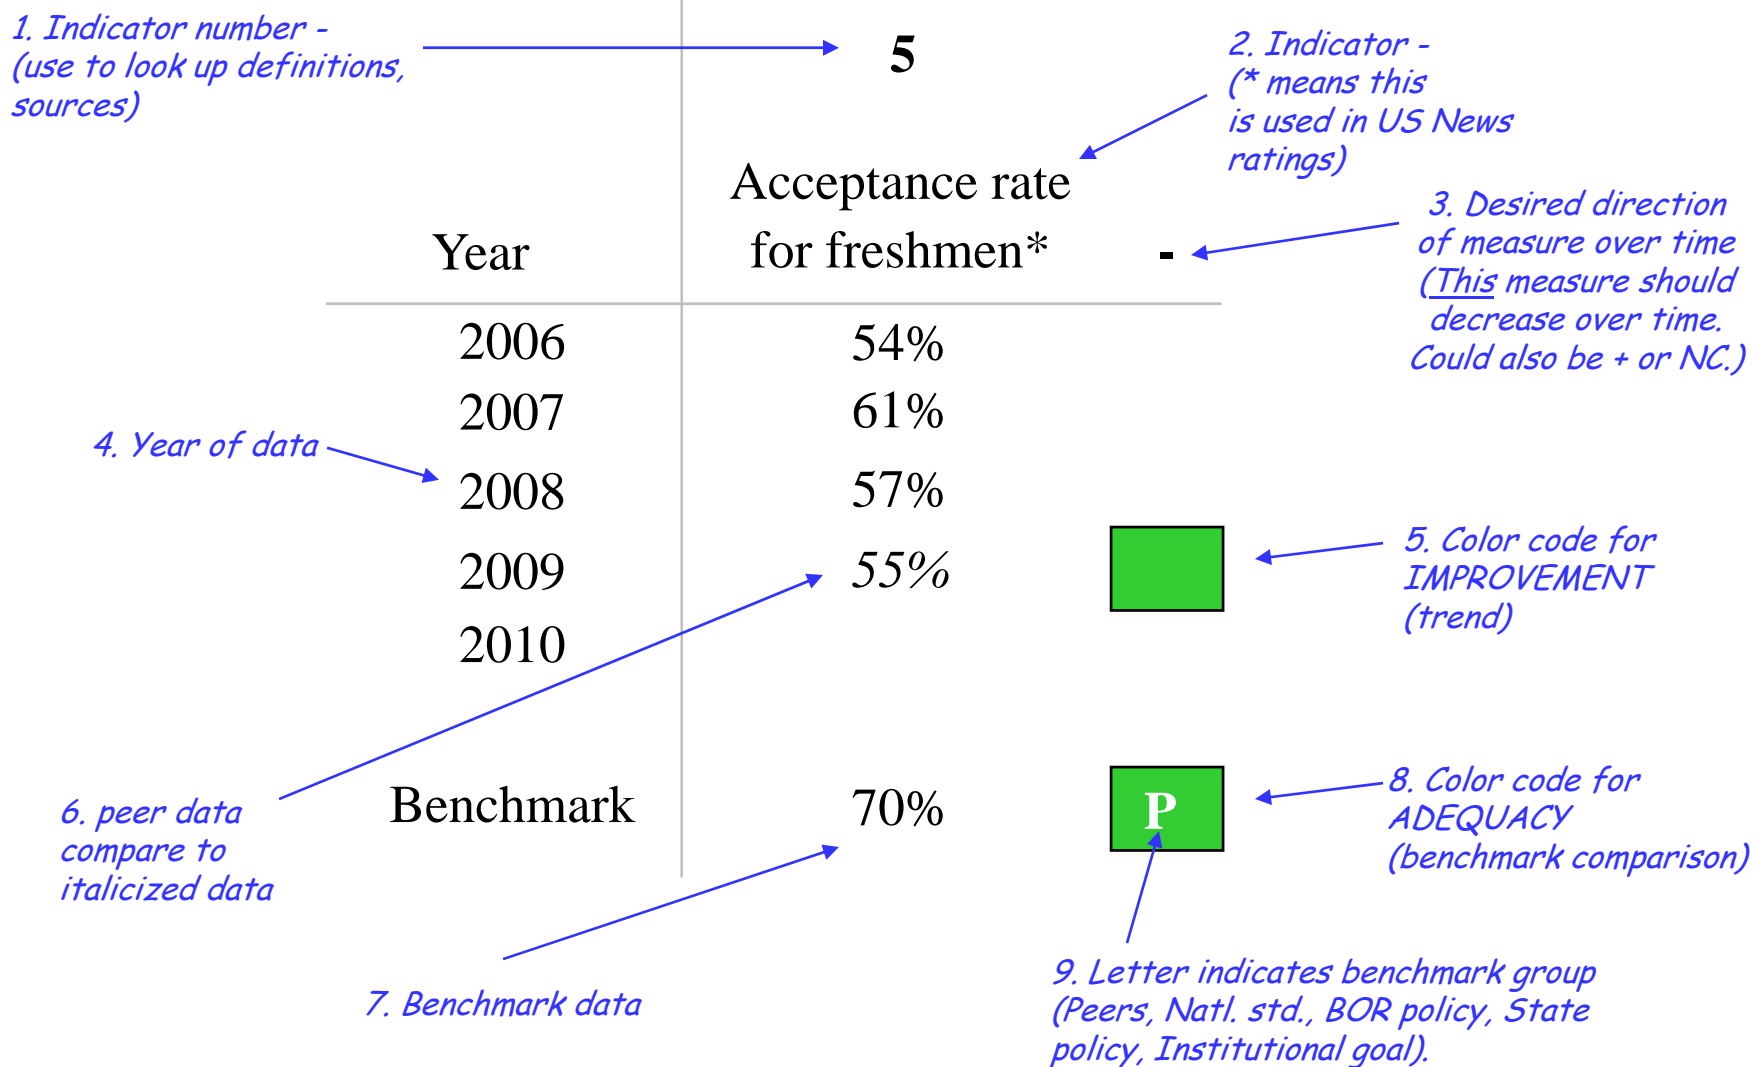 1. Indicator number -
(use to look up definitions,
sources)
5
2. Indicator -
(* means this
is used in US News
ratings)
Acceptance rate
for freshmen*
Year
-
3. Desired direction
of measure over time
(This measure should
decrease over time.
Could also be + or NC.)
2006 54%
2007 61%
4. Year of data
2008 57%
2009 55%
5. Color code for
IMPROVEMENT
(trend)
2010
6. peer data
compare to
italicized data
Benchmark 70% P
8. Color code for
ADEQUACY
(benchmark comparison)
7. Benchmark data
9. Letter indicates benchmark group
(Peers, Natl. std., BOR policy, State
policy, Institutional goal).